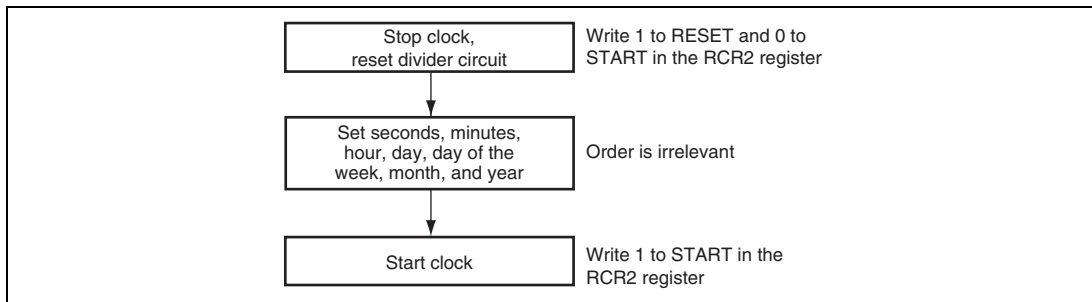 Stop clock,
reset divider circuit
Write 1 to RESET and 0 to
START in the RCR2 register
Set seconds, minutes,
hour, day, day of the
week, month, and year
Order is irrelevant
Start clock
Write 1 to START in the
RCR2 register